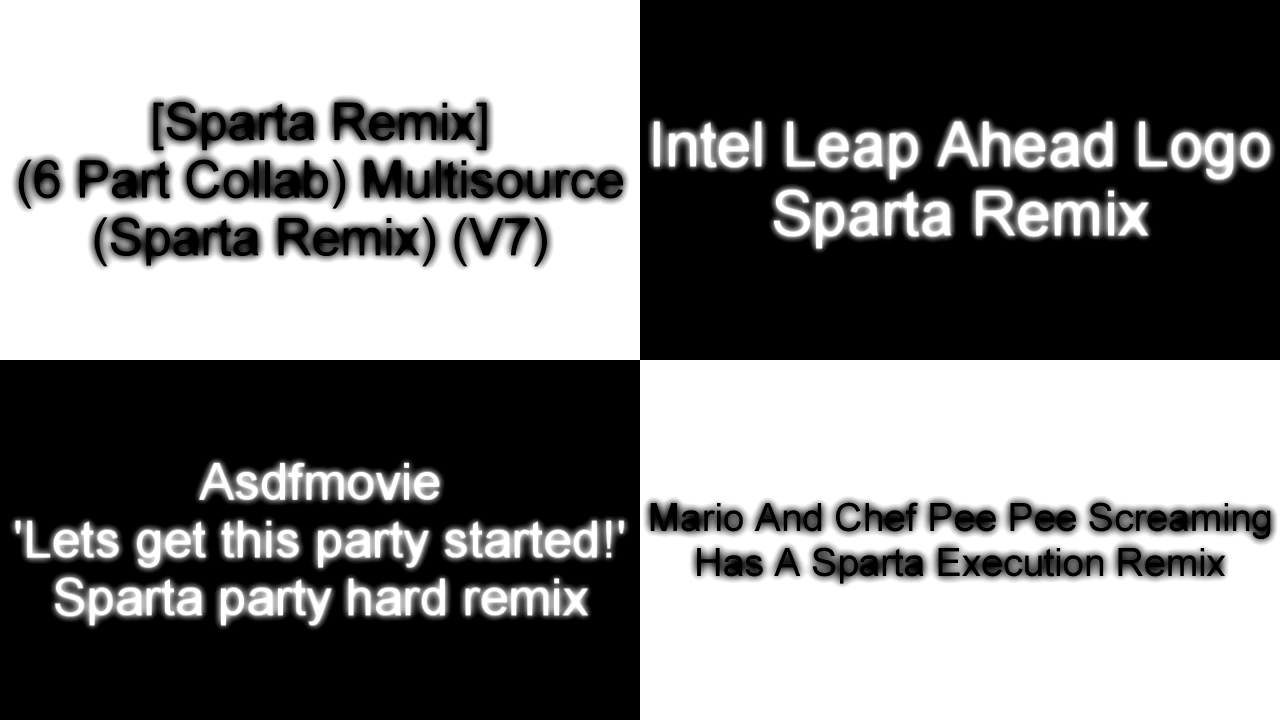 [Sparta Remix]
(6 Part Collab) Multisource
(Sparta Remix) (V7)
Intel Leap Ahead Logo
Sparta Remix
Asdfmovie
'Lets get this party started!'
Sparta party hard remix
Mario And Chef Pee Pee Screaming
Has A Sparta Execution Remix